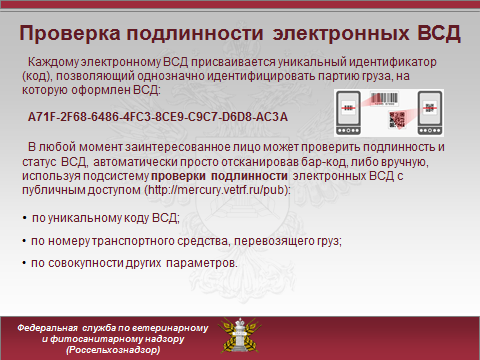 Проверка подлинности электронных ВСД
Каждому электронному ВСД присваивается уникальный идентификатор
(код), позволяющий однозначно идентифицировать партию груза, на
которую оформлен ВСД:
A71F-2F68-6486-4FC3-8CE9-C9C7-D6D8-AC3A
В любой момент заинтересованное лицо может проверить подлинность и
статус ВСД, автоматически просто отсканировав бар-код, либо вручную,
используя подсистему проверки подлинности электронных ВСД с
публичным доступом (http://mercury.vetrf.ru/pub):
• по уникальному коду ВСД;
• по номеру транспортного средства, перевозящего груз;
• по совокупности других параметров.
Федеральная служба по ветеринарному
и фитосанитарному надзору
(Россельхознадзор)